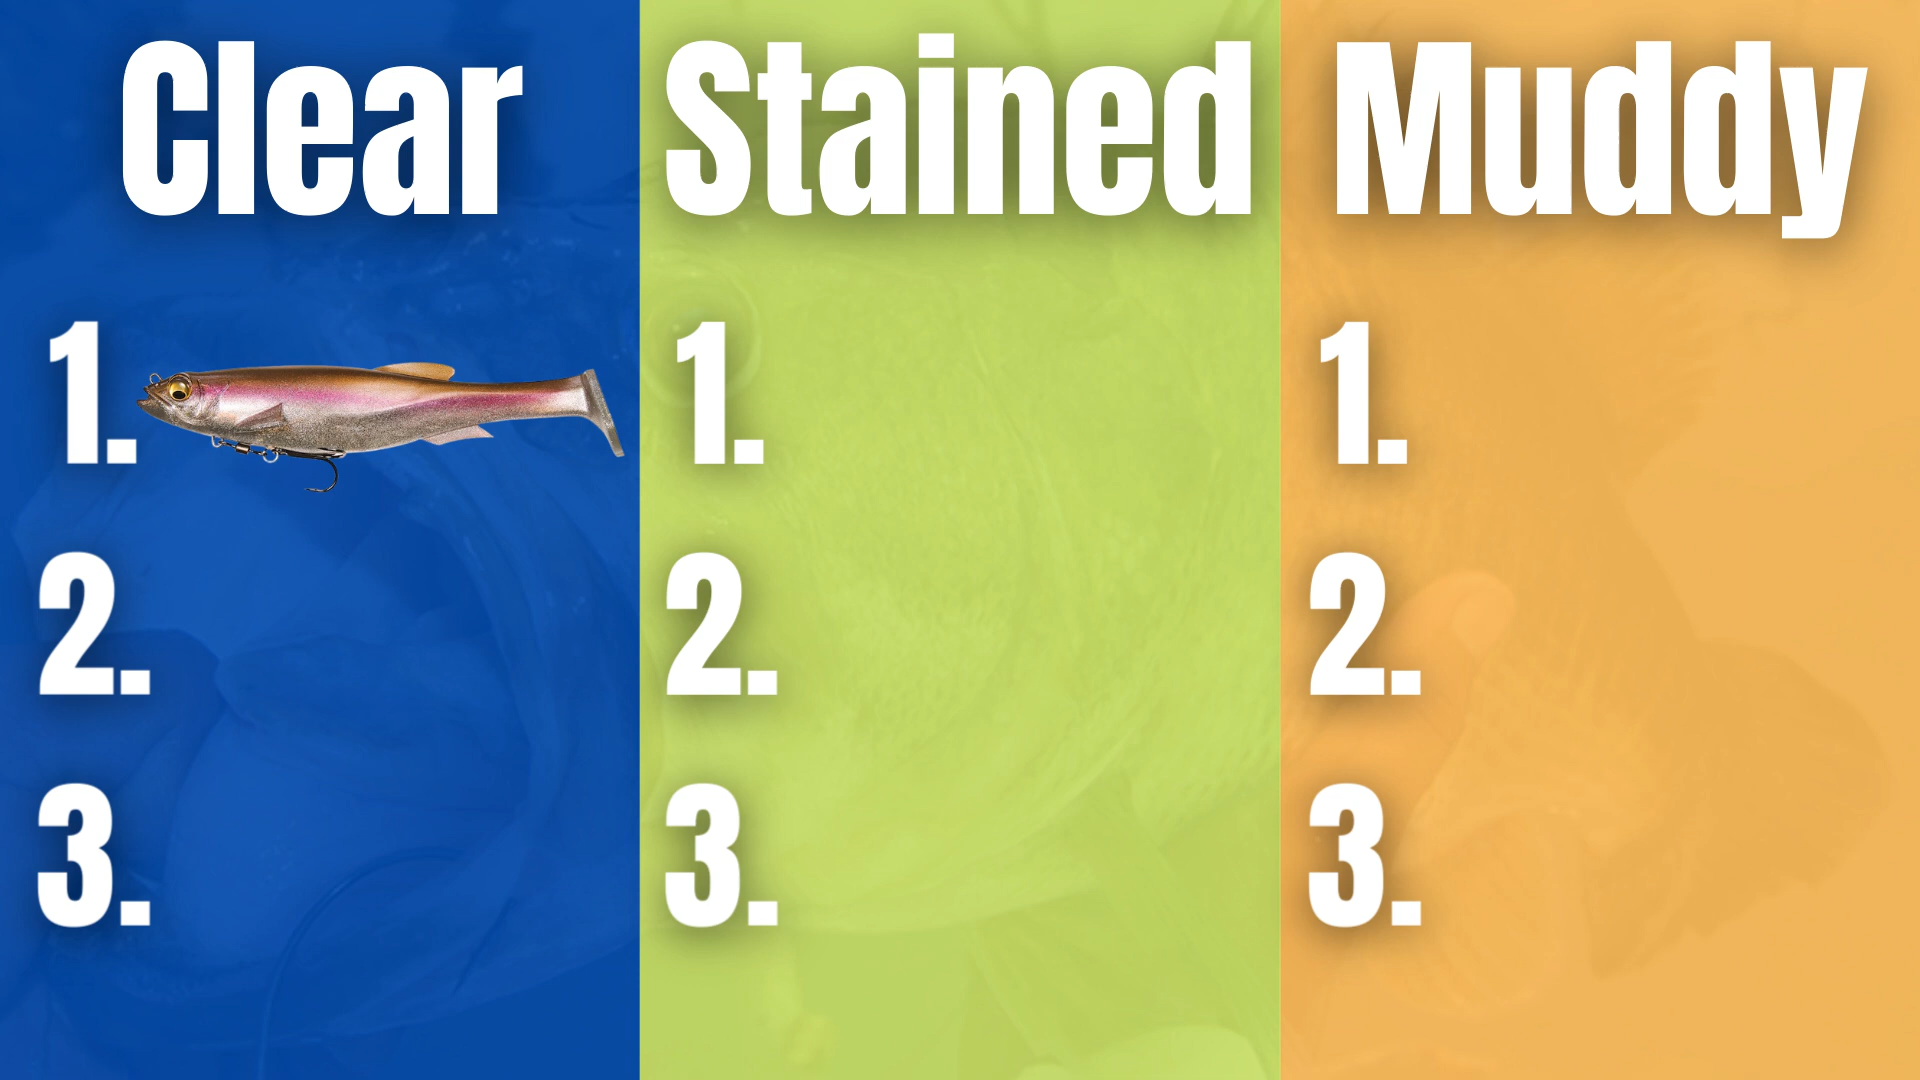 Clear Stained Muddy
1. 1. 1.
2. 2. 2.
3. 3. 3.